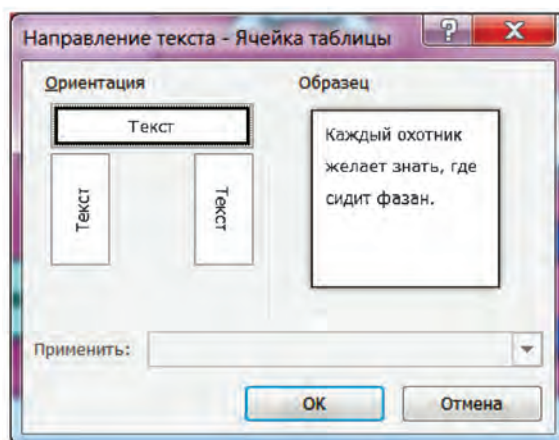 Направление текста - Ячейка таблицы
Ориентация
Образец
Текст
Текст
Текст
Каждый охотник
желает знать, где
сидит фазан.
Применить:
ОК
Отмена